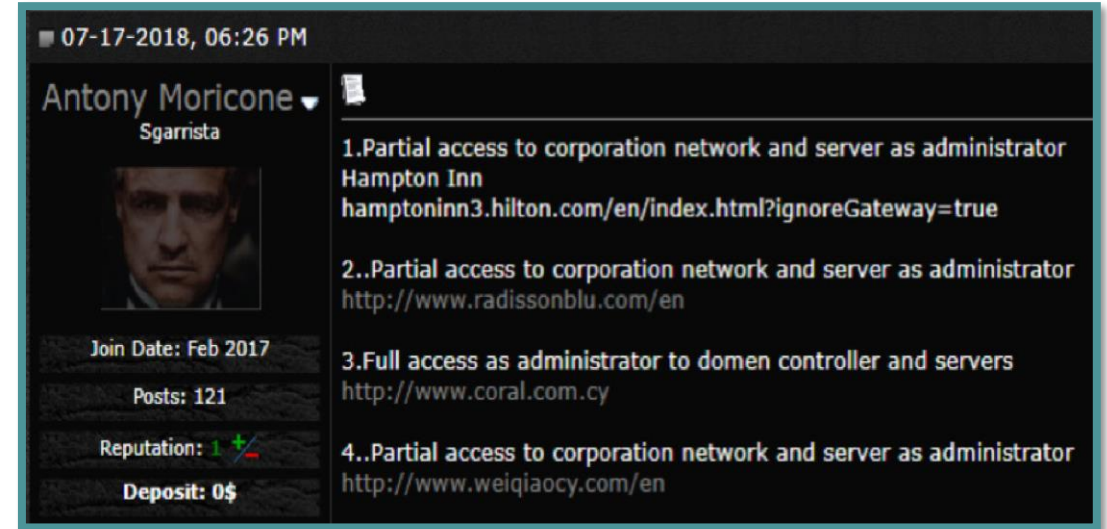 07-17-2018, 06:26 PM
Antony Moricone
Sgarrista
Join Date: Feb 2017
Posts: 121
Reputation: 1
Deposit: 0$
1.Partial access to corporation network and server as administrator
Hampton Inn
hamptoninn3.hilton.com/en/index.html?ignoreGateway=true
2..Partial access to corporation network and server as administrator
http://www.radissonblu.com/en
3.Full access as administrator to domen controller and servers
http://www.coral.com.cy
4..Partial access to corporation network and server as administrator
http://www.weiqiaocy.com/en